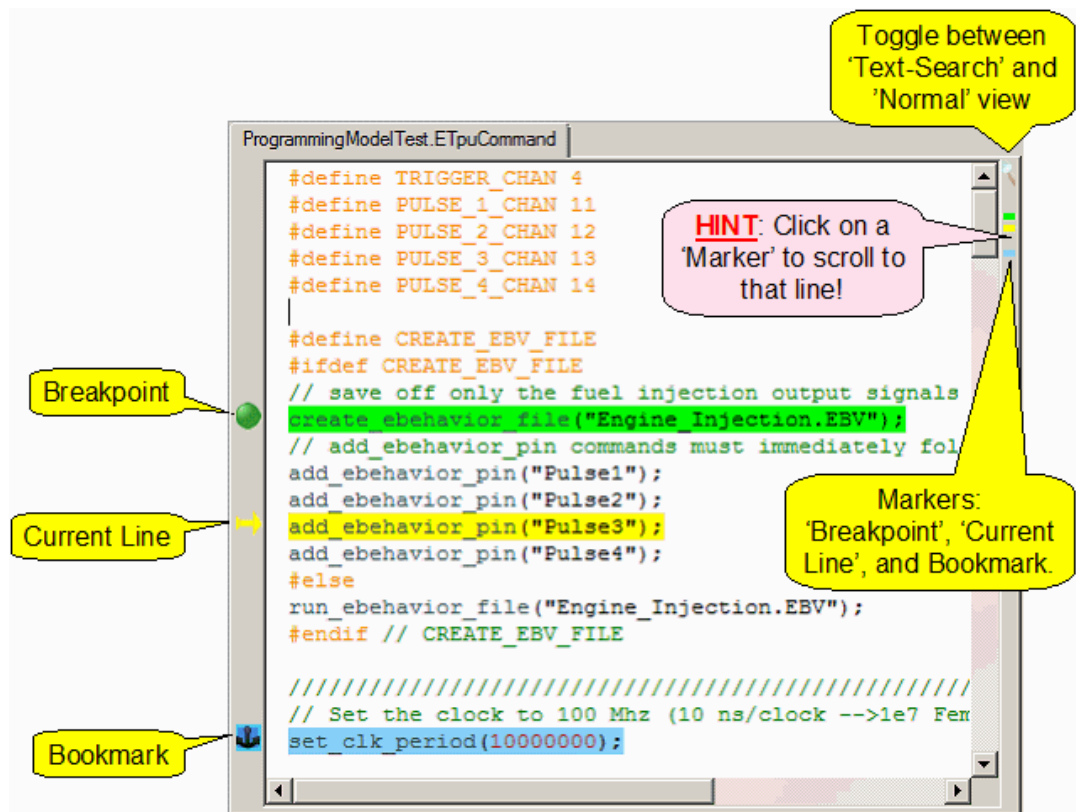 Toggle between
‘Text-Search’ and
’Normal’ view
ProgrammingModelTest.ETpuCommand
#define TRIGGER_CHAN 4
#define PULSE_1_CHAN 11
#define PULSE_2_CHAN 12
#define PULSE_3_CHAN 13
#define PULSE_4_CHAN 14
HINT: Click on a
‘Marker’ to scroll to
that line!
#define CREATE_EBV_FILE
#ifdef CREATE_EBV_FILE
// save off only the fuel injection output signals
Breakpoint
create_ebehavior_file("Engine_Injection.EBV");
// add_ebehavior_pin commands must immediately fol
add_ebehavior_pin("Pulse1");
add_ebehavior_pin("Pulse2");
Current Line
add_ebehavior_pin("Pulse3");
add_ebehavior_pin("Pulse4");
Markers:
‘Breakpoint’, ‘Current
Line’, and Bookmark.
#else
run_ebehavior_file("Engine_Injection.EBV");
#endif // CREATE_EBV_FILE
///////////////////////////////////////////////////
// Set the clock to 100 Mhz (10 ns/clock -->1e7 Fem
Bookmark
set_clk_period(10000000);